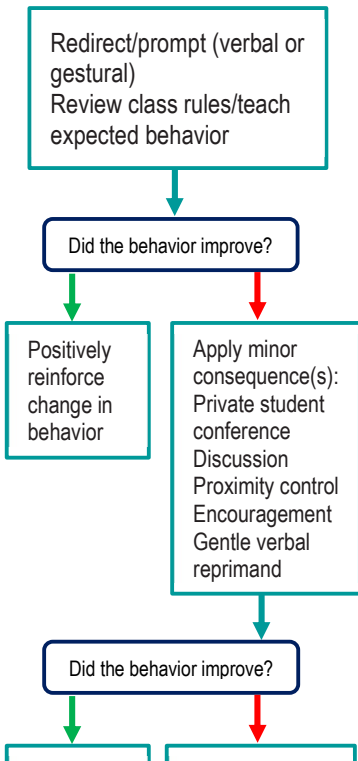 Redirect/prompt (verbal or
gestural)
Review class rules/teach
expected behavior
Did the behavior improve?
Positively
reinforce
change in
behavior
Apply minor
consequence(s):
Private student
conference
Discussion
Proximity control
Encouragement
Gentle verbal
reprimand
Did the behavior improve?